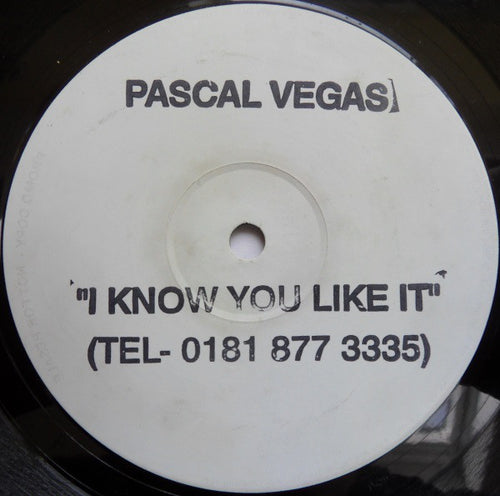 PASCAL VEGAS
"I KNOW YOU LIKE IT"
(TEL- 0181 877 3335)